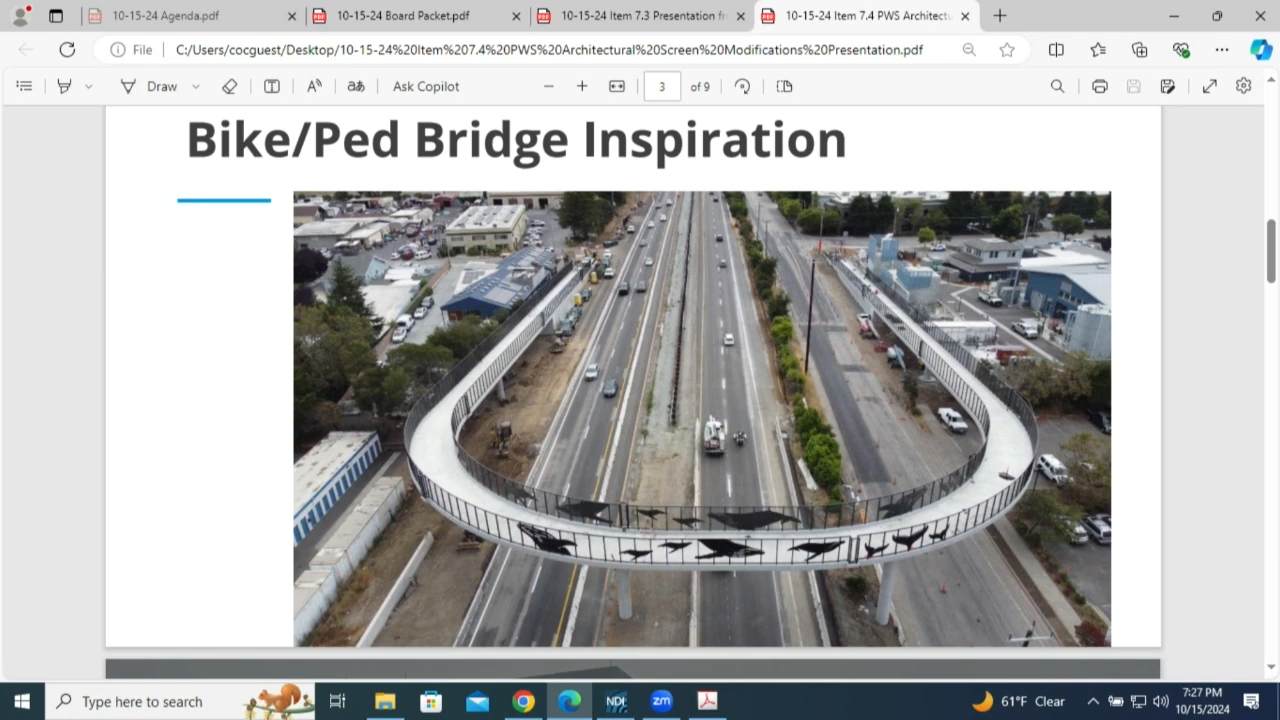 10-15-24 Agenda.pdf
10-15-24 Board Packet.pdf
10-15-24 Item 7.3 Presentation fr
10-15-24 Item 7.4 PWS Architectu
File
C:/Users/cocguest/Desktop/10-15-24%20Item%207.4%20PWS%20Architectural%20Screen%20Modifications%20Presentation.pdf
Draw
Ask Copilot
3
of 9
Bike/Ped Bridge Inspiration
Type here to search
NDI
zm
61°F Clear
7:27 PM
10/15/2024